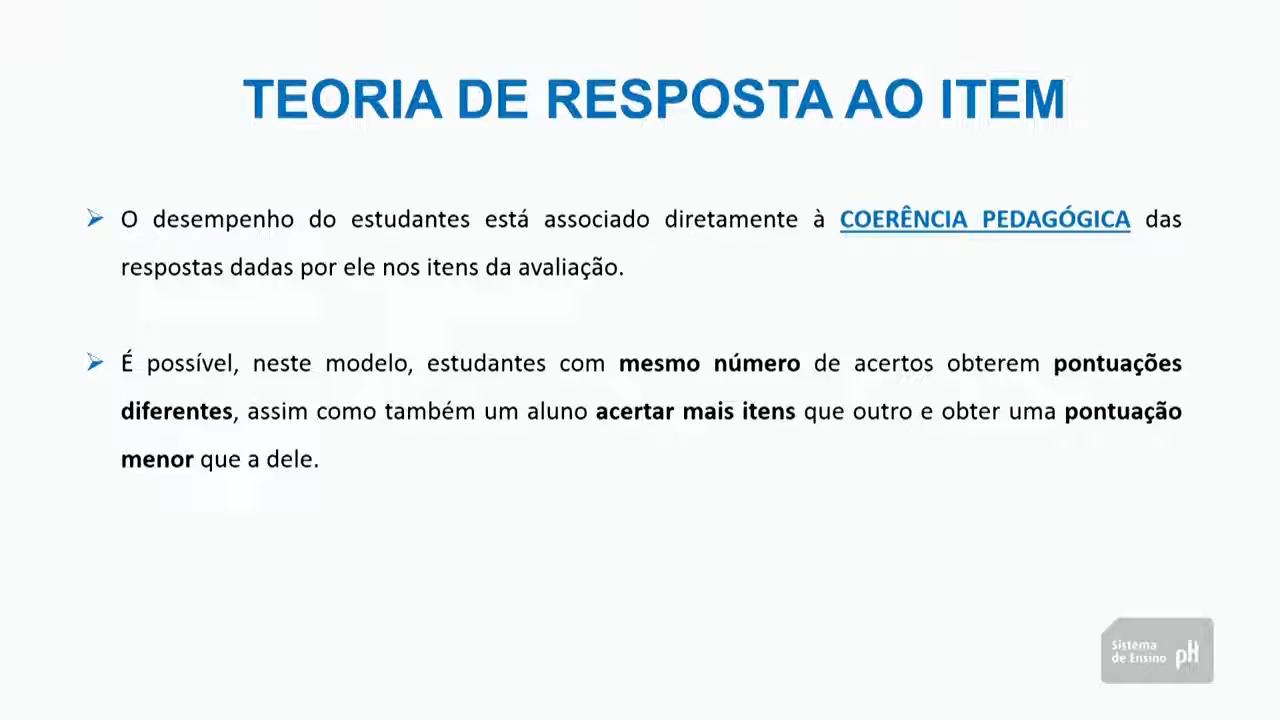 TEORIA DE RESPOSTA AO ITEM
O desempenho do estudantes está associado diretamente à COERÊNCIA PEDAGÓGICA das
respostas dadas por ele nos itens da avaliação.
É possível, neste modelo, estudantes com mesmo número de acertos obterem pontuações
diferentes, assim como também um aluno acertar mais itens que outro e obter uma pontuação
menor que a dele.
Sistema
de Ensino pH